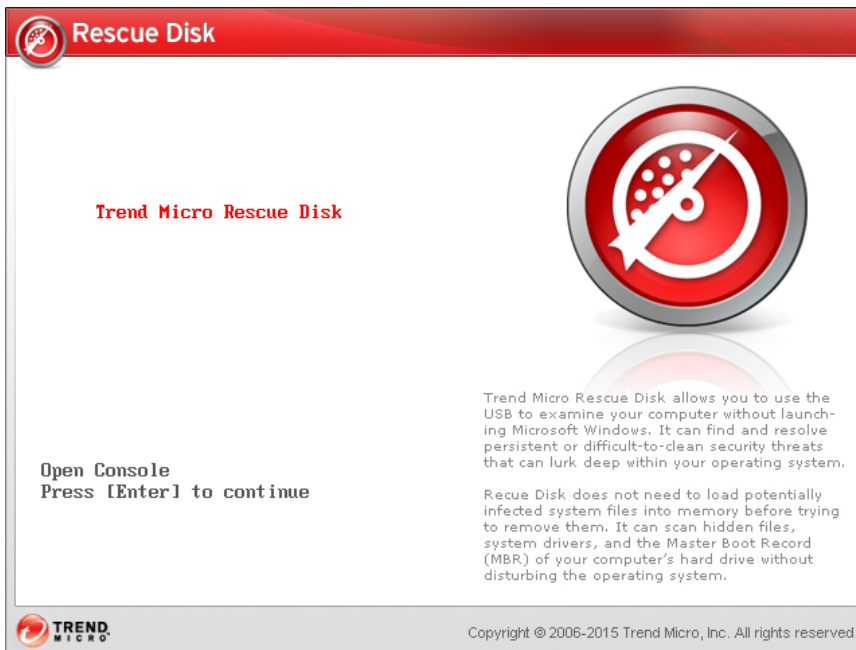 Rescue Disk
Trend Micro Rescue Disk
Open Console
Press [Enter] to continue
Trend Micro Rescue Disk allows you to use the
USB to examine your computer without launch-
ing Microsoft Windows. It can find and resolve
persistent or difficult-to-clean security threats
that can lurk deep within your operating system.
Recue Disk does not need to load potentially
infected system files into memory before trying
to remove them. It can scan hidden files,
system drivers, and the Master Boot Record
(MBR) of your computer's hard drive without
disturbing the operating system.
TREND
MICRO
Copyright © 2006-2015 Trend Micro, Inc. All rights reserved.